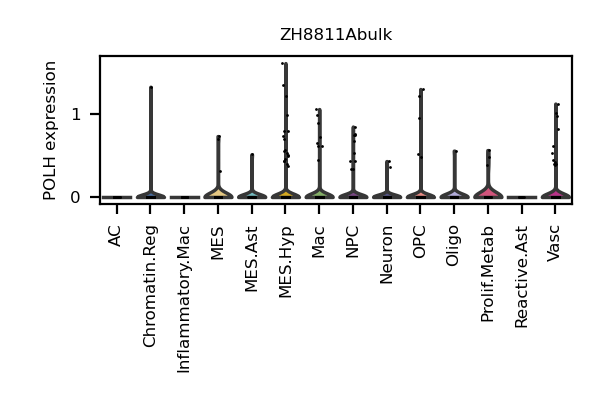 ZH8811Abulk
POLH expression
1
0
AC
Chromatin.Reg
Inflammatory.Mac
MES
MES.Ast
MES.Hyp
Mac
NPC
Neuron
OPC
Oligo
Prolif.Metab
Reactive.Ast
Vasc